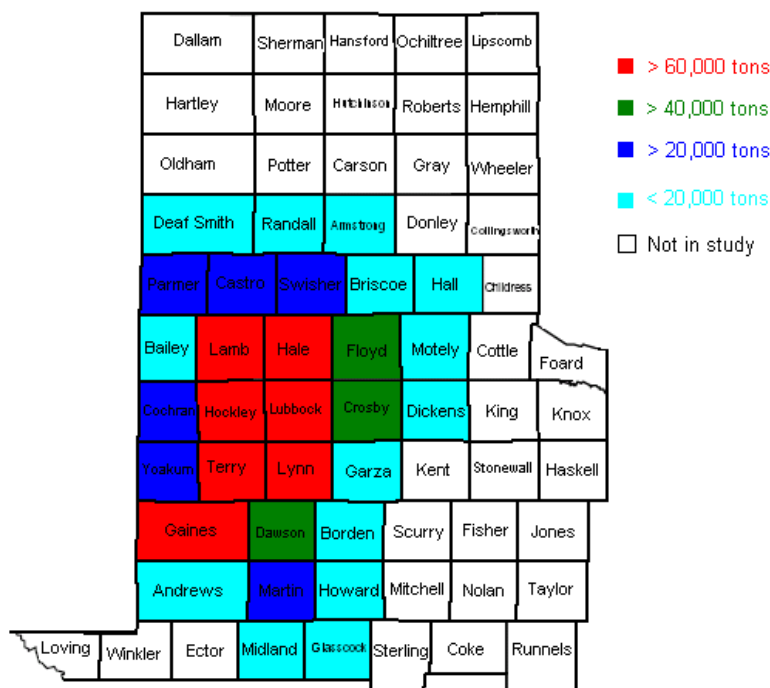 Dallam Sherman Hansford Ochiltree Lipscomb
> 60,000 tons
Hartley Moore Hutchinson Roberts Hemphill
> 40,000 tons
Oldham Potter Carson Gray Wheeler
> 20,000 tons
Deaf Smith Randall Armstrong Donley Collingsworth
< 20,000 tons
Not in study
Parmer Castro Swisher Briscoe Hall Childress
Bailey Lamb Hale Floyd Motely Cottle Foard
Cochran Hockley Lubbock Crosby Dickens King Knox
Yoakum Terry Lynn Garza Kent Stonewall Haskell
Gaines Dawson Borden Scurry Fisher Jones
Andrews Martin Howard Mitchell Nolan Taylor
Loving Winkler Ector Midland Glasscock Sterling Coke Runnels